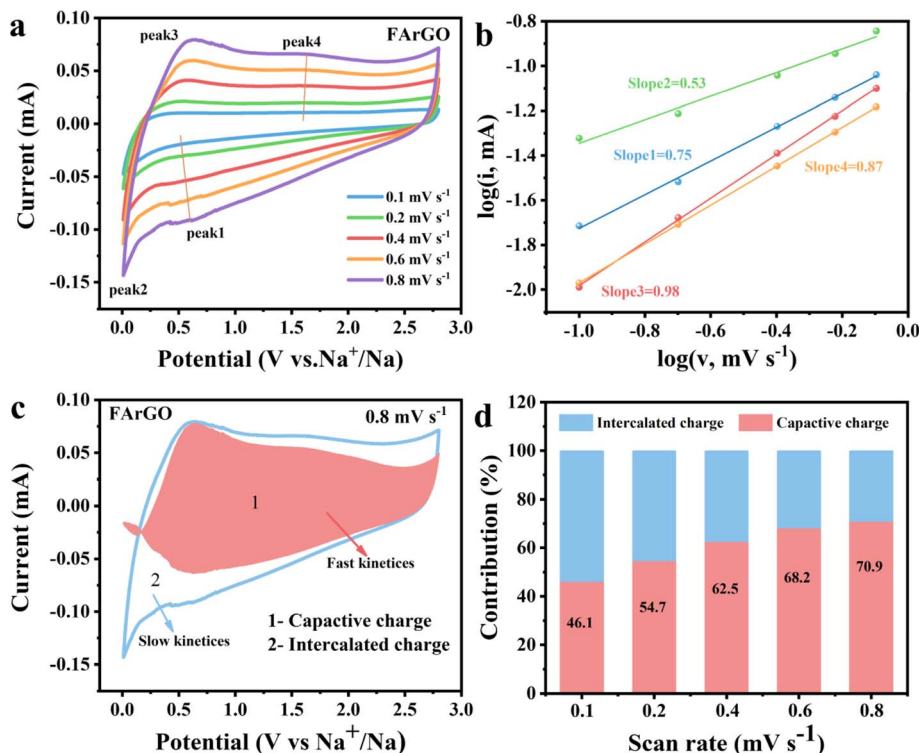 a
peak3
peak4
FArGO
peak1
peak2
0.1 mV s⁻¹
0.2 mV s⁻¹
0.4 mV s⁻¹
0.6 mV s⁻¹
0.8 mV s⁻¹
Current (mA)
0.10
0.05
0.00
-0.05
-0.10
-0.15
0.0 0.5 1.0 1.5 2.0 2.5 3.0
Potential (V vs.Na⁺/Na)
b
Slope2=0.53
Slope1=0.75
Slope4=0.87
Slope3=0.98
log(i, mA)
-0.8
-1.0
-1.2
-1.4
-1.6
-1.8
-2.0
-1.0 -0.8 -0.6 -0.4 -0.2 0.0
log(v, mV s⁻¹)
c
FArGO
0.8 mV s⁻¹
1
Fast kinetices
2
Slow kinetices
1- Capactive charge
2- Intercalated charge
Current (mA)
0.10
0.05
0.00
-0.05
-0.10
-0.15
0.0 0.5 1.0 1.5 2.0 2.5 3.0
Potential (V vs Na⁺/Na)
d
Intercalated charge
Capactive charge
46.1
54.7
62.5
68.2
70.9
Contribution (%)
120
100
80
60
40
20
0
0.1 0.2 0.4 0.6 0.8
Scan rate (mV s⁻¹)